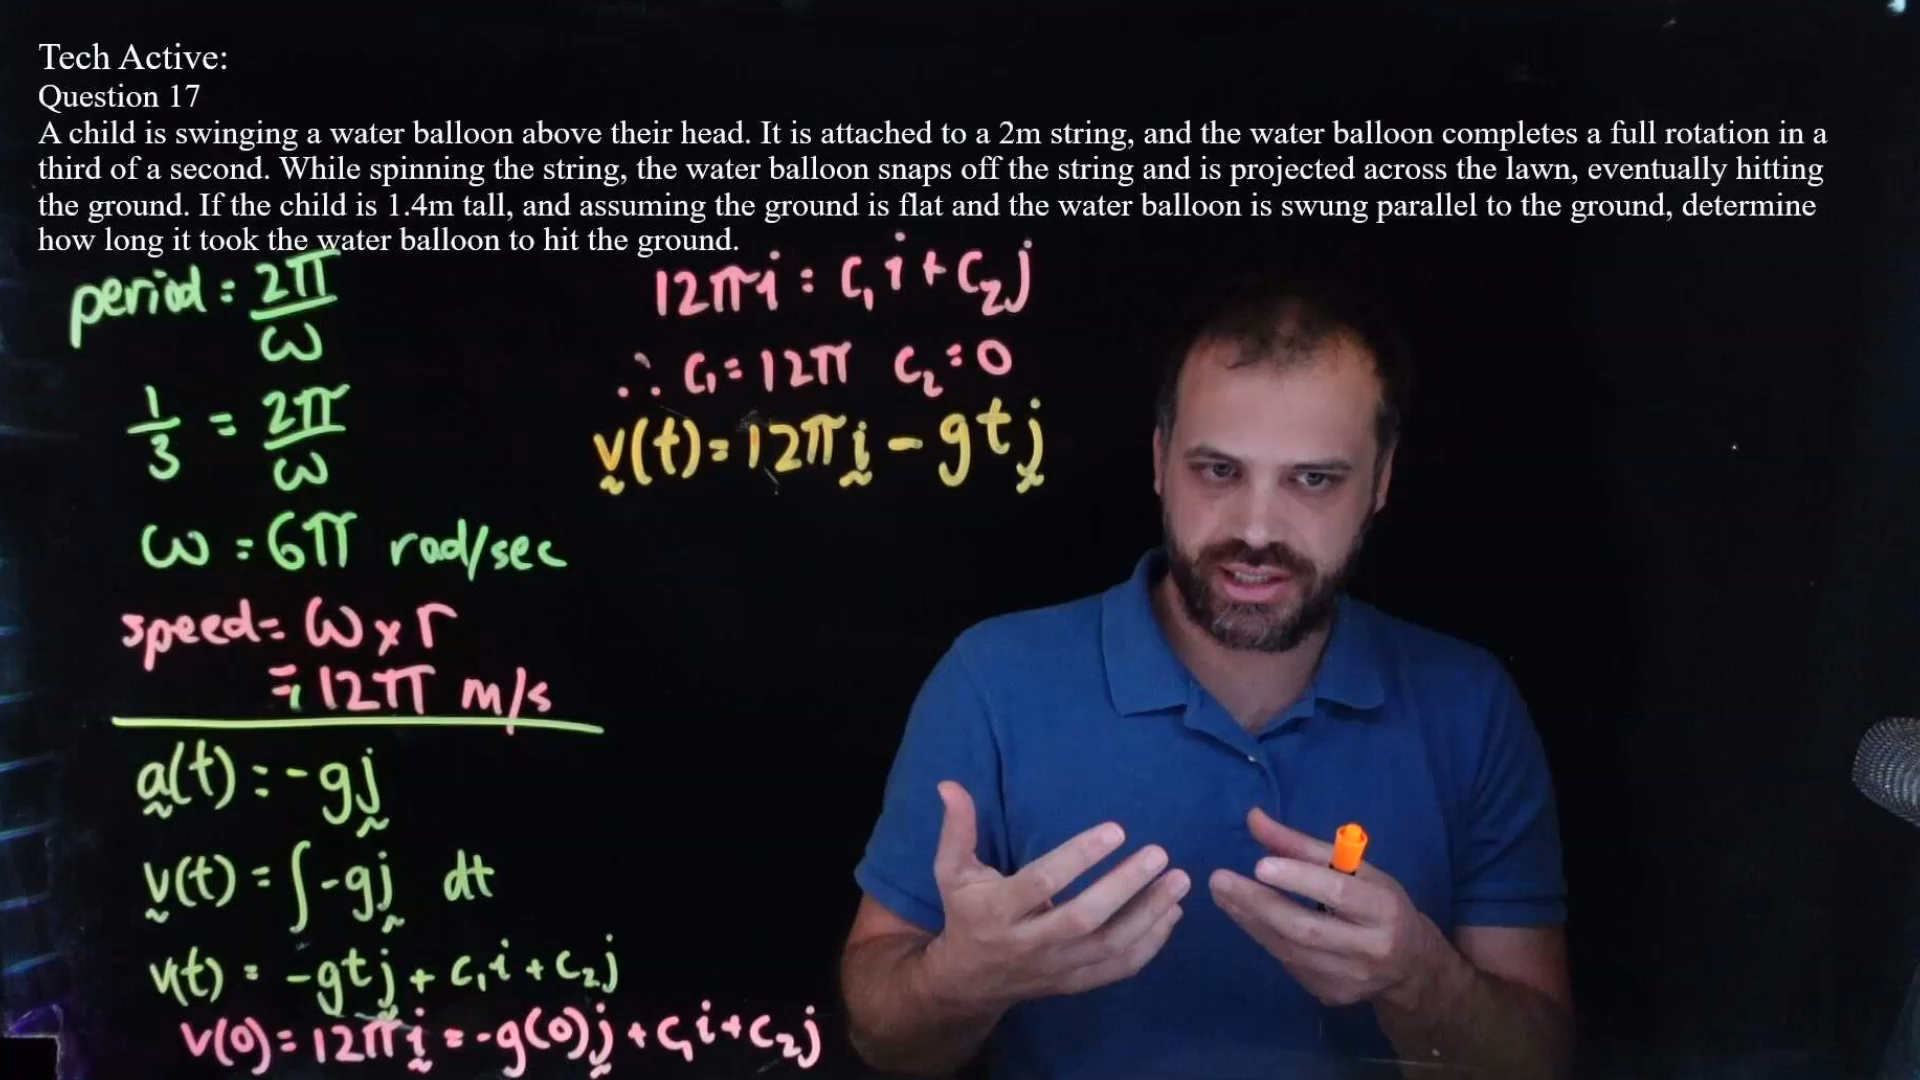 Tech Active:
Question 17
A child is swinging a water balloon above their head. It is attached to a 2m string, and the water balloon completes a full rotation in a
third of a second. While spinning the string, the water balloon snaps off the string and is projected across the lawn, eventually hitting
the ground. If the child is 1.4m tall, and assuming the ground is flat and the water balloon is swung parallel to the ground, determine
how long it took the water balloon to hit the ground.
period = 2π/ω
1/3 = 2π/ω
ω = 6π rad/sec
speed = ω × r
= 12π m/s
a(t) = -gj
v(t) = ∫ -gj dt
v(t) = -gtj + c₁i + c₂j
v(0) = 12πi = -g(0)j + c₁i + c₂j
12πi = c₁i + c₂j
∴ c₁ = 12π c₂ = 0
v(t) = 12πi - gtj